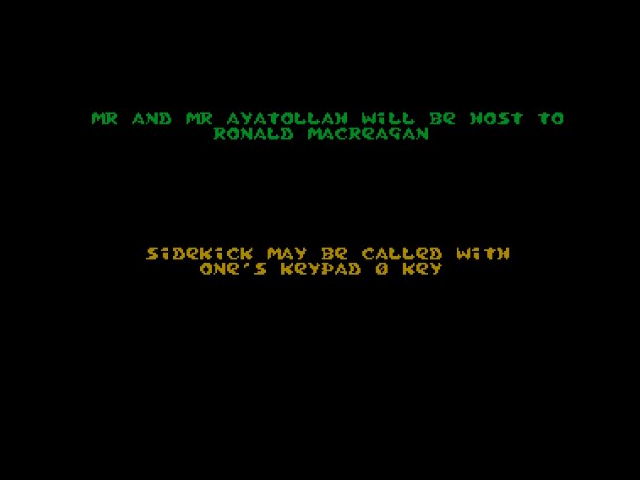 MR AND MR AYATOLLAH WiLL BE HOST TO
RONALD MACREAGAN
SiDEKiCK MAY BE CALLED WiTH
ONE'S KEYPAD 0 KEY